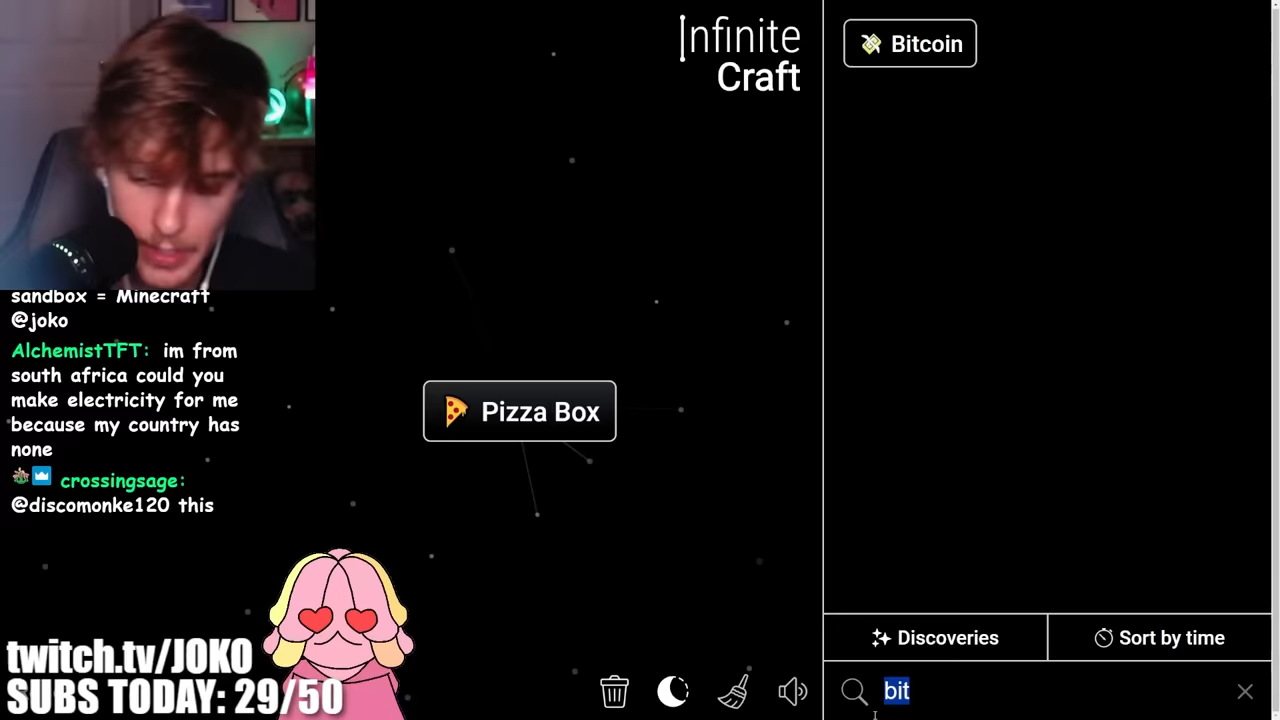 Infinite
Craft
Bitcoin
sandbox = Minecraft
@joko
AlchemistTFT: im from
south africa could you
make electricity for me
because my country has
none
crossingsage:
@discomonke120 this
Pizza Box
twitch.tv/JOKO
SUBS TODAY: 29/50
Discoveries
Sort by time
bit